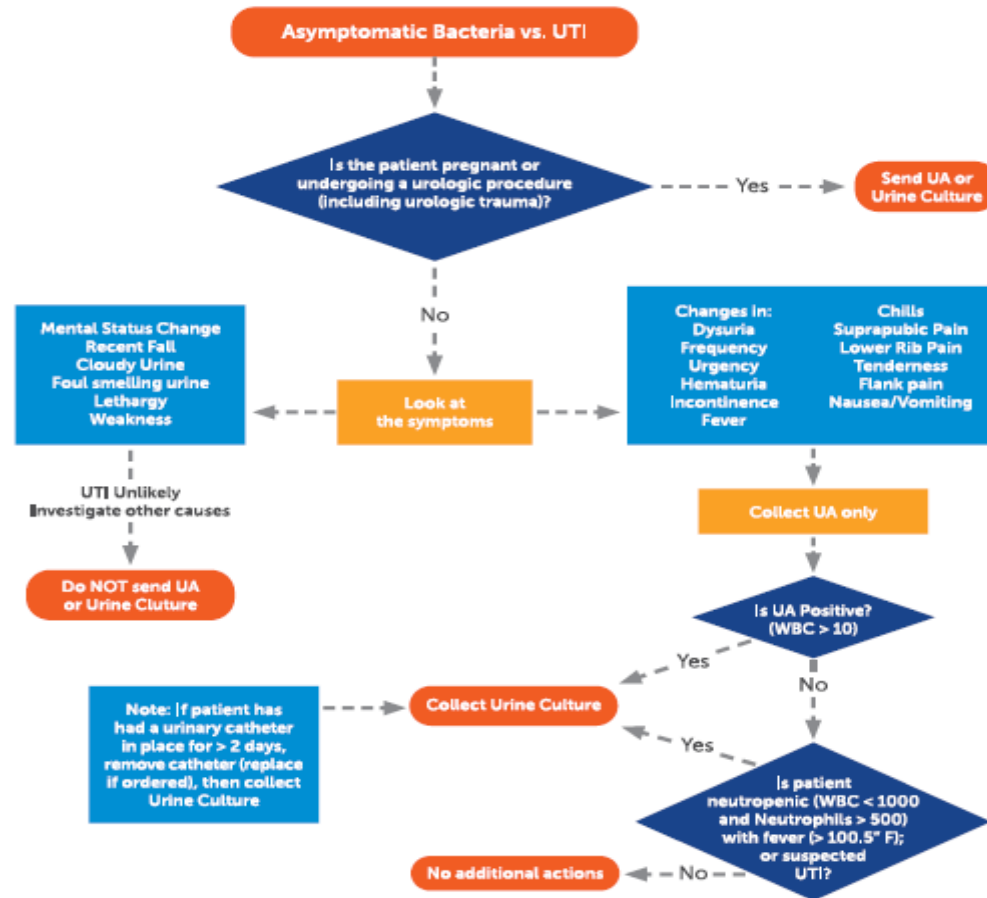 Asymptomatic Bacteria vs. UTI
Is the patient pregnant or
undergoing a urologic procedure
(including urologic trauma)?
Yes
Send UA or
Urine Culture
No
Mental Status Change
Recent Fall
Cloudy Urine
Foul smelling urine
Lethargy
Weakness
Look at
the symptoms
Changes in:
Dysuria
Frequency
Urgency
Hematuria
Incontinence
Fever
Chills
Suprapubic Pain
Lower Rib Pain
Tenderness
Flank pain
Nausea/Vomiting
UTI Unlikely
Investigate other causes
Do NOT send UA
or Urine Cluture
Collect UA only
Is UA Positive?
(WBC > 10)
Yes
No
Collect Urine Culture
Note: If patient has
had a urinary catheter
in place for > 2 days,
remove catheter (replace
if ordered), then collect
Urine Culture
Yes
Is patient
neutropenic (WBC < 1000
and Neutrophils > 500)
with fever (> 100.5° F);
or suspected
UTI?
No
No additional actions